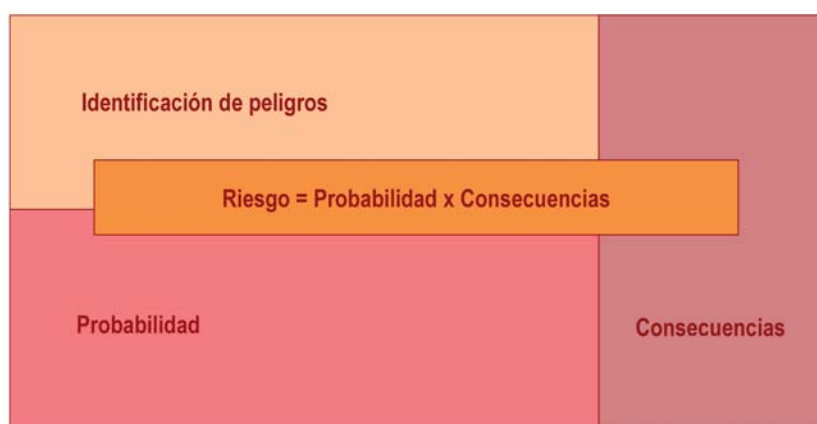 Identificación de peligros
Riesgo = Probabilidad x Consecuencias
Probabilidad
Consecuencias